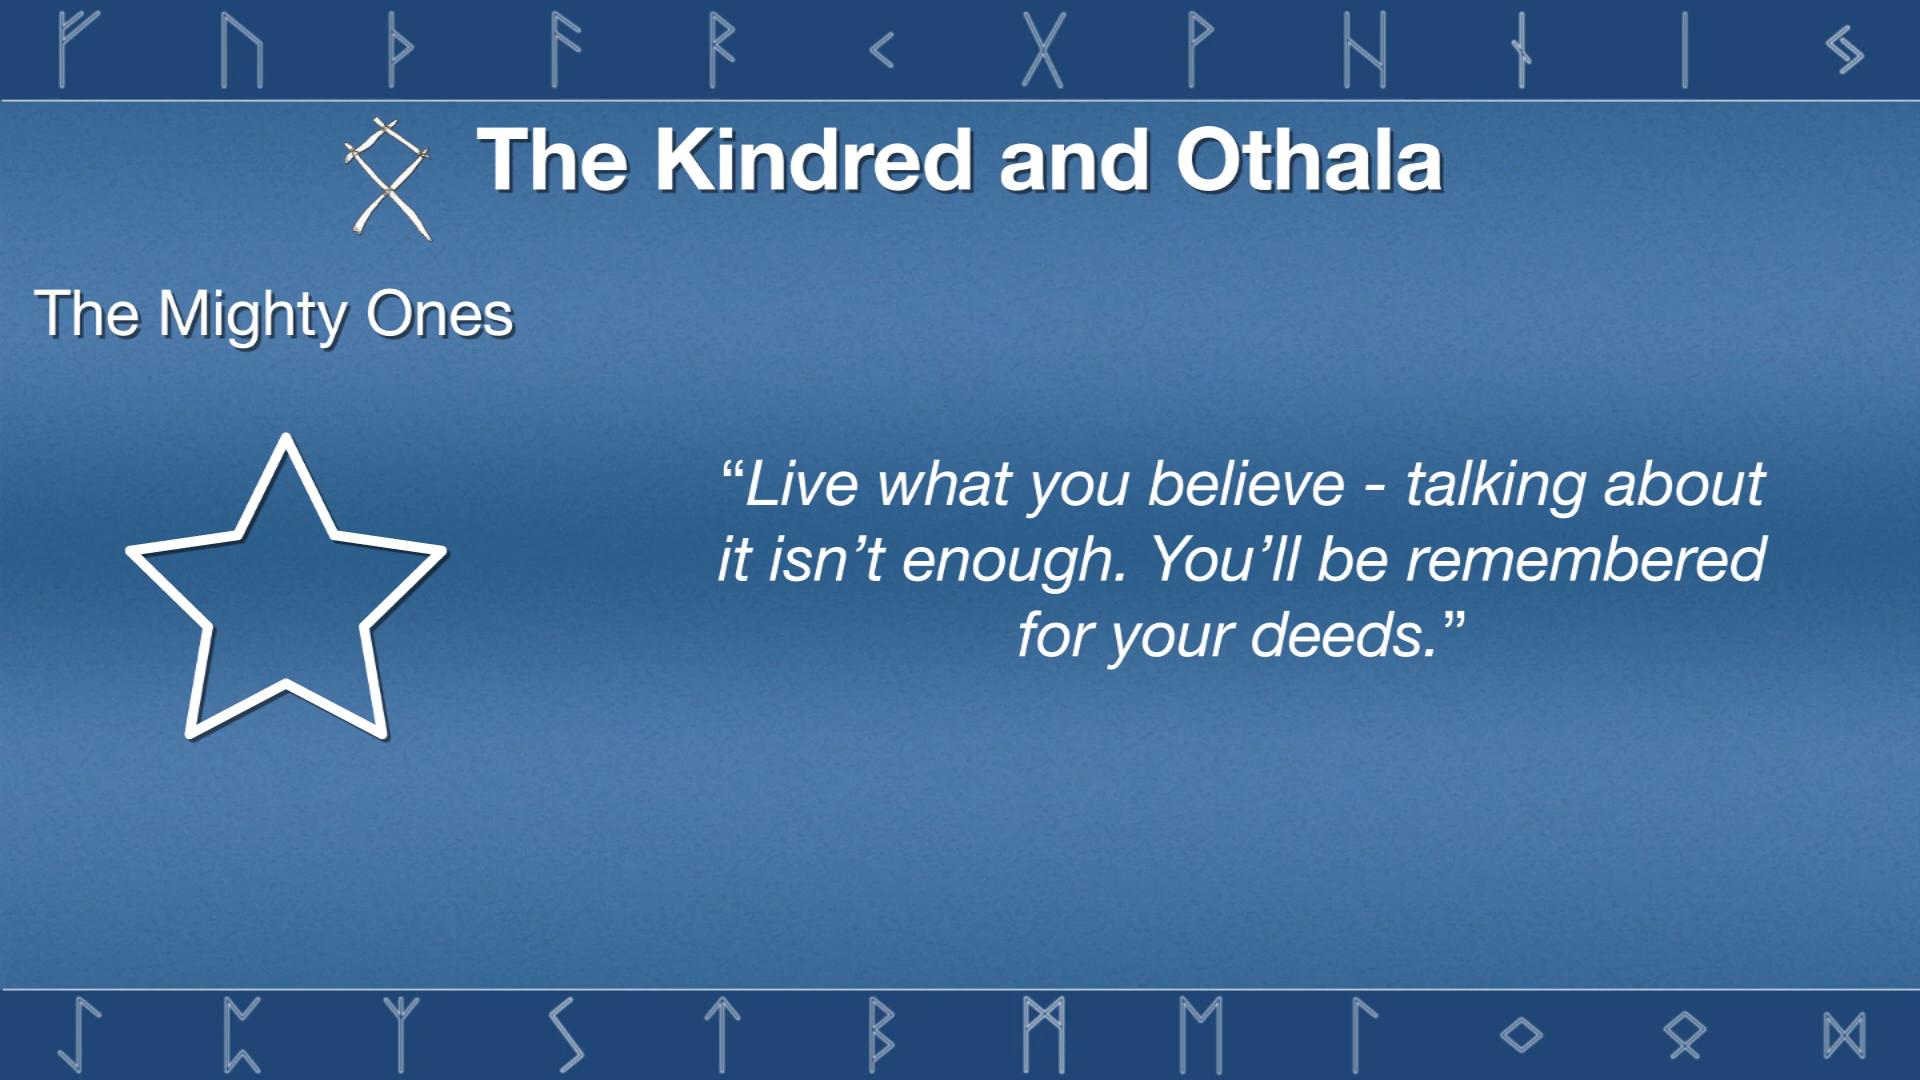 ᚠ ᚢ ᚦ ᚨ ᚱ ᚲ ᚷ ᚹ ᚺ ᚾ ᛁ ᛃ
ᛟ The Kindred and Othala
The Mighty Ones
“Live what you believe - talking about
it isn’t enough. You’ll be remembered
for your deeds.”
ᛇ ᛈ ᛉ ᛊ ᛏ ᛒ ᛗ ᛖ ᛚ ᛜ ᛟ ᛞ